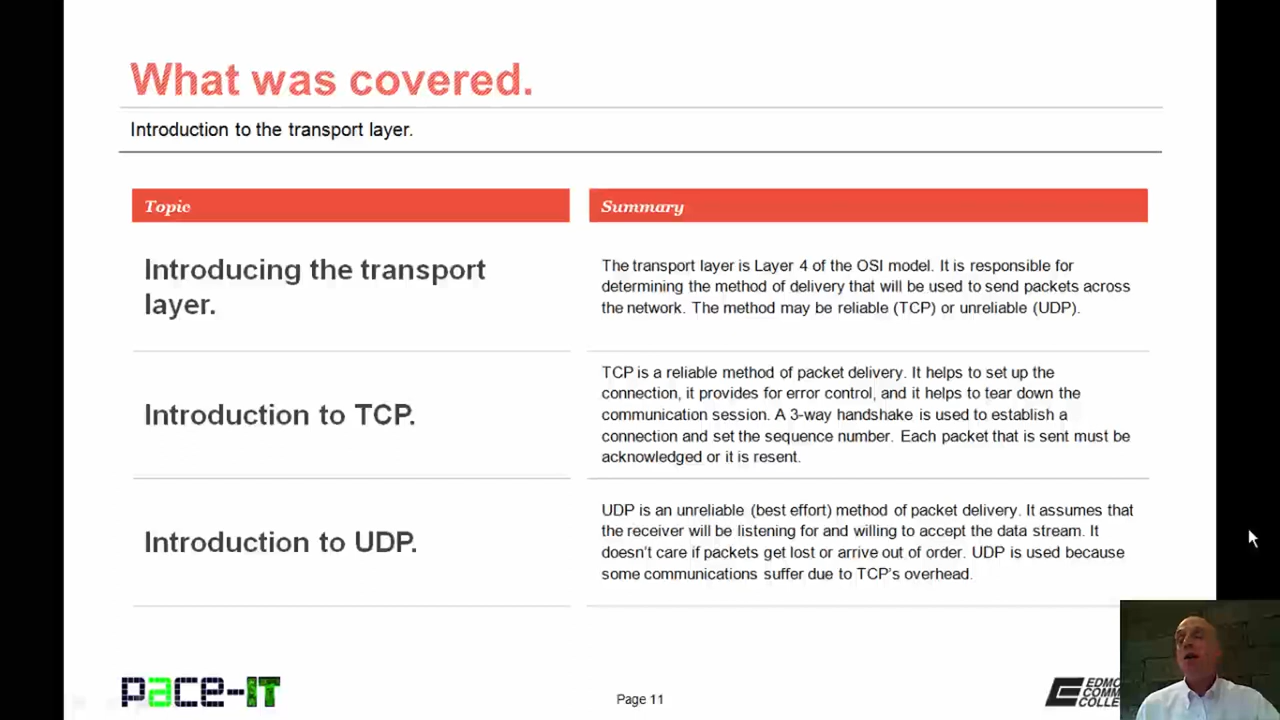 What was covered.
Introduction to the transport layer.
Topic
Summary
Introducing the transport
layer.
The transport layer is Layer 4 of the OSI model. It is responsible for
determining the method of delivery that will be used to send packets across
the network. The method may be reliable (TCP) or unreliable (UDP).
Introduction to TCP.
TCP is a reliable method of packet delivery. It helps to set up the
connection, it provides for error control, and it helps to tear down the
communication session. A 3-way handshake is used to establish a
connection and set the sequence number. Each packet that is sent must be
acknowledged or it is resent.
Introduction to UDP.
UDP is an unreliable (best effort) method of packet delivery. It assumes that
the receiver will be listening for and willing to accept the data stream. It
doesn't care if packets get lost or arrive out of order. UDP is used because
some communications suffer due to TCP's overhead.
pace-IT
Page 11